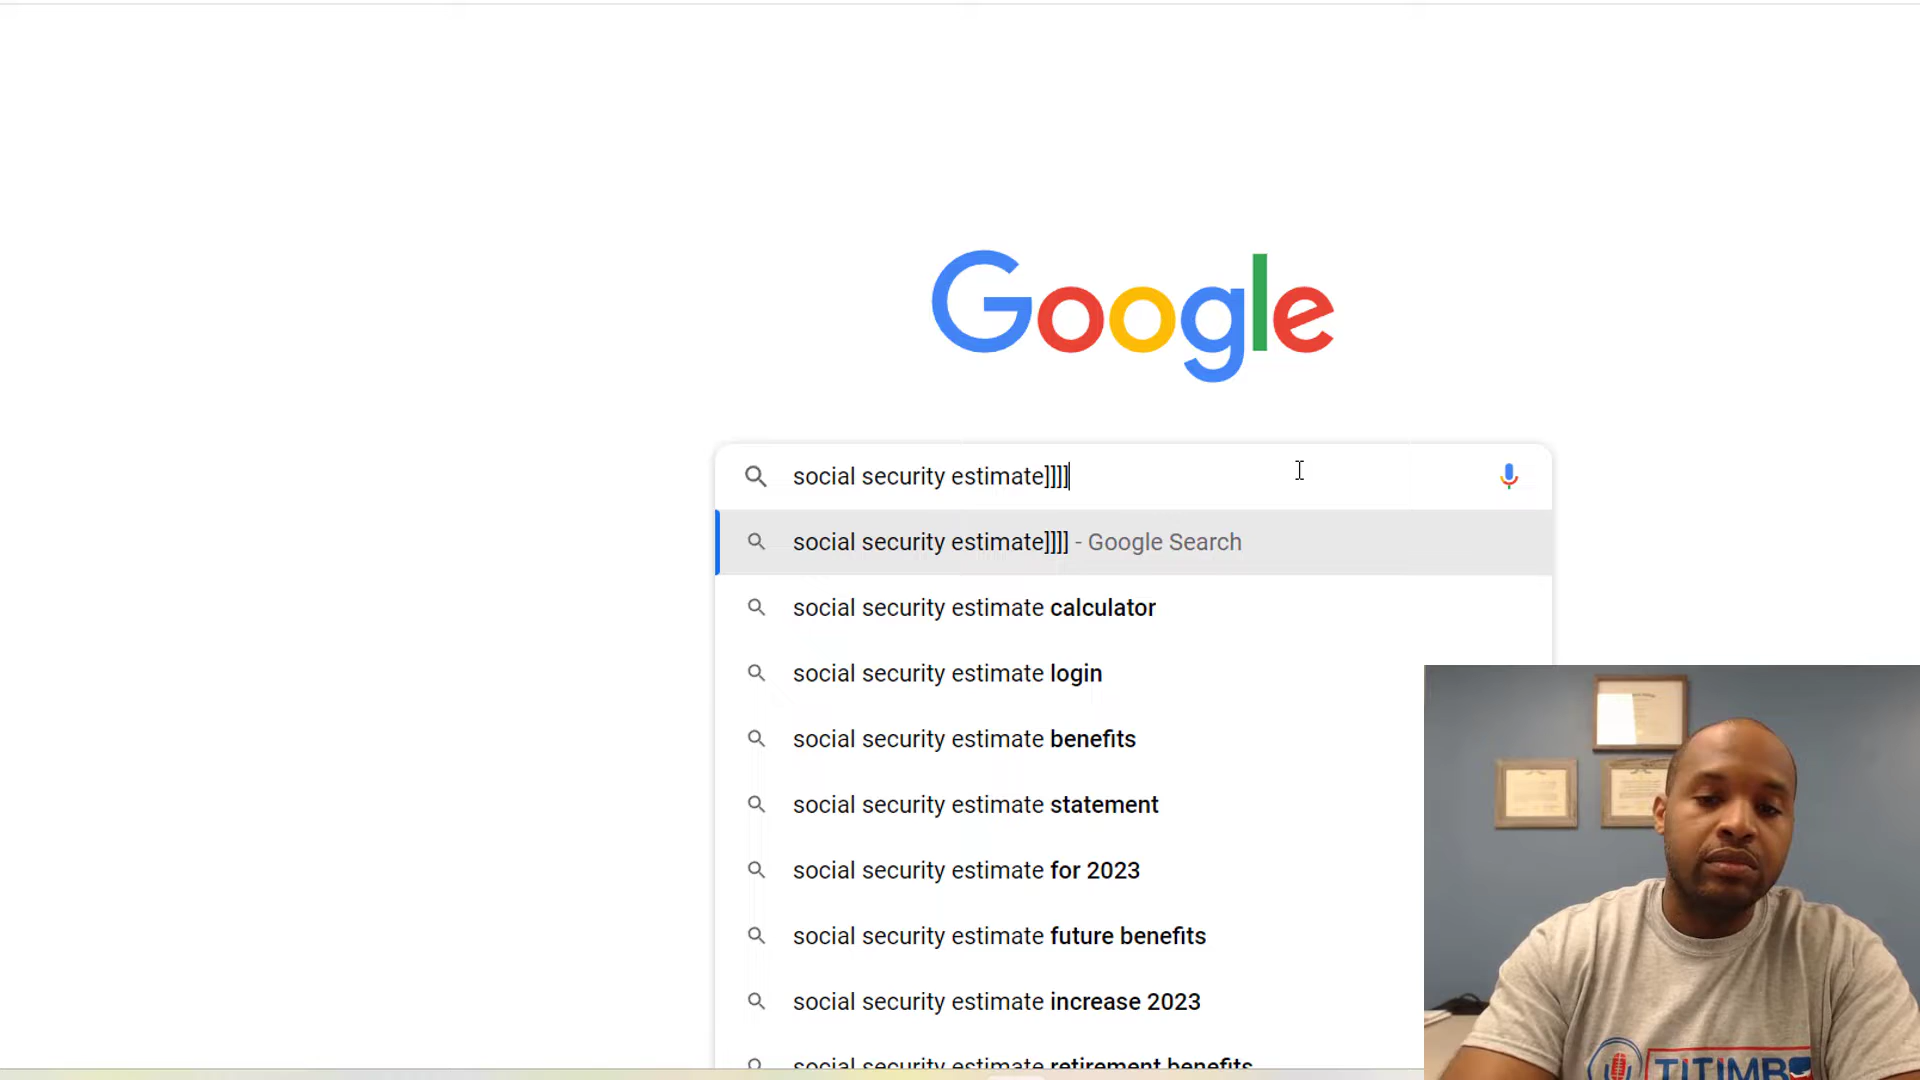 Google
social security estimate]]]]
social security estimate]]]] - Google Search
social security estimate calculator
social security estimate login
social security estimate benefits
social security estimate statement
social security estimate for 2023
social security estimate future benefits
social security estimate increase 2023
social security estimate retirement benefits